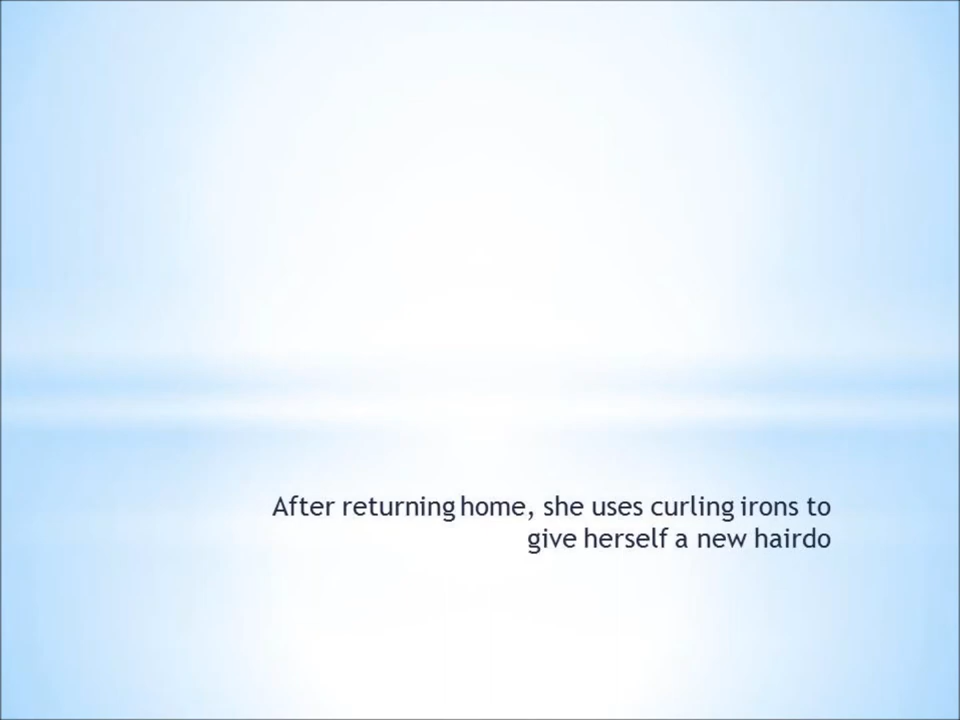 After returning home, she uses curling irons to
give herself a new hairdo